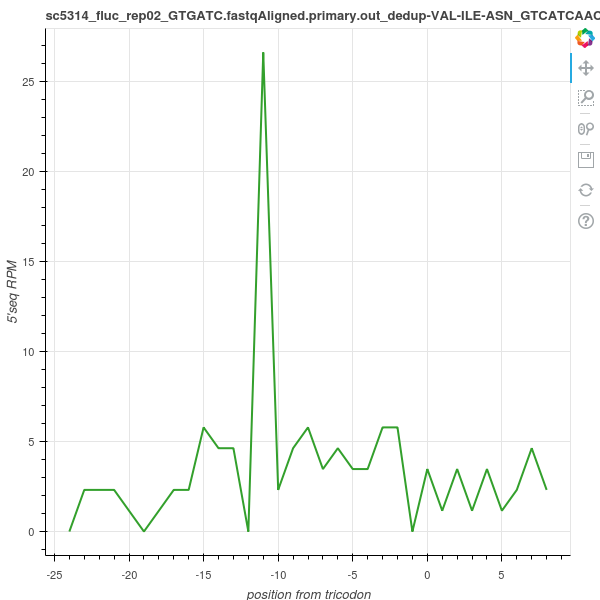 sc5314_fluc_rep02_GTGATC.fastqAligned.primary.out_dedup-VAL-ILE-ASN_GTCATCAAC
25
20
15
10
5
0
5'seq RPM
-25 -20 -15 -10 -5 0 5
position from tricodon